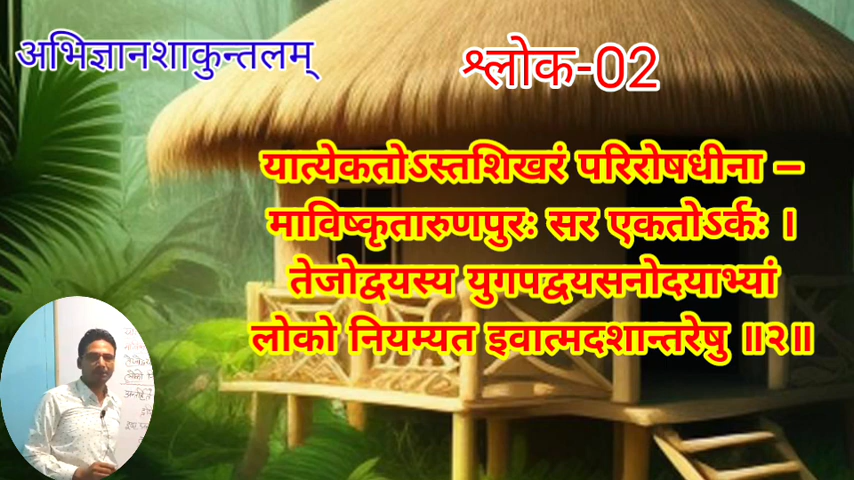 अभिज्ञानशाकुन्तलम्
श्लोक-02
यात्येकतोऽस्तशिखरं परिरोषधीना –
माविष्कृतारुणपुरः सर एकतोऽर्कः ।
तेजोद्वयस्य युगपद्वयसनोदयाभ्यां
लोको नियम्यत इवात्मदशान्तरेषु ॥२॥